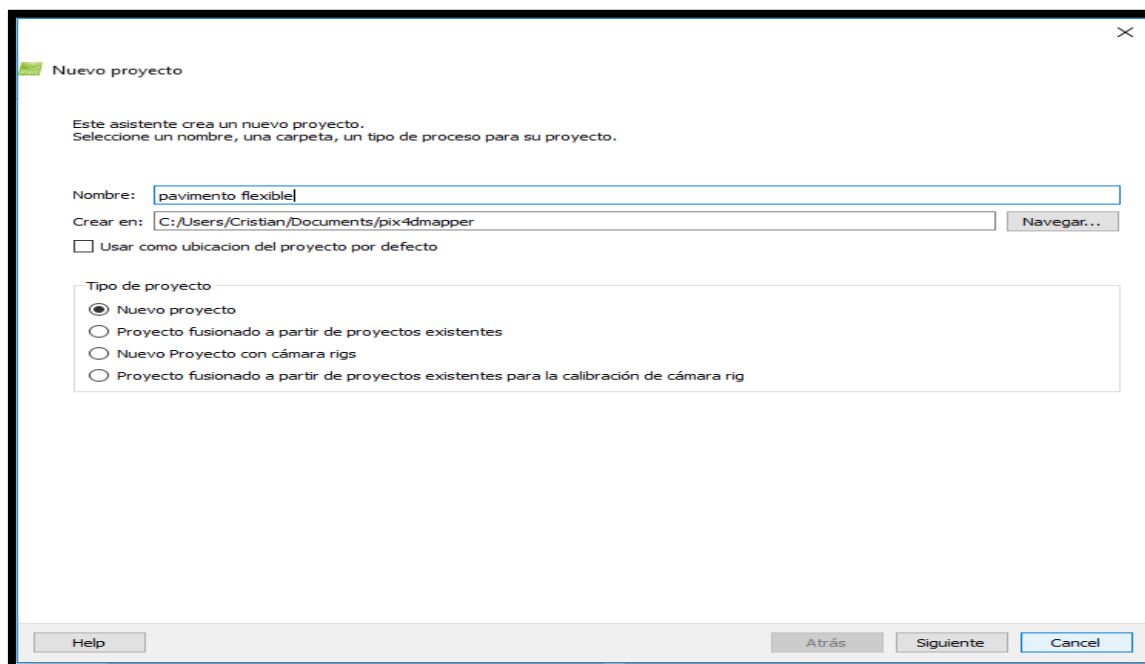 Nuevo proyecto
Este asistente crea un nuevo proyecto.
Seleccione un nombre, una carpeta, un tipo de proceso para su proyecto.
Nombre: pavimento flexible
Crear en: C:/Users/Cristian/Documents/pix4dmapper Navegar...
Usar como ubicacion del proyecto por defecto
Tipo de proyecto
Nuevo proyecto
Proyecto fusionado a partir de proyectos existentes
Nuevo Proyecto con cámara rigs
Proyecto fusionado a partir de proyectos existentes para la calibración de cámara rig
Help Atrás Siguiente Cancel